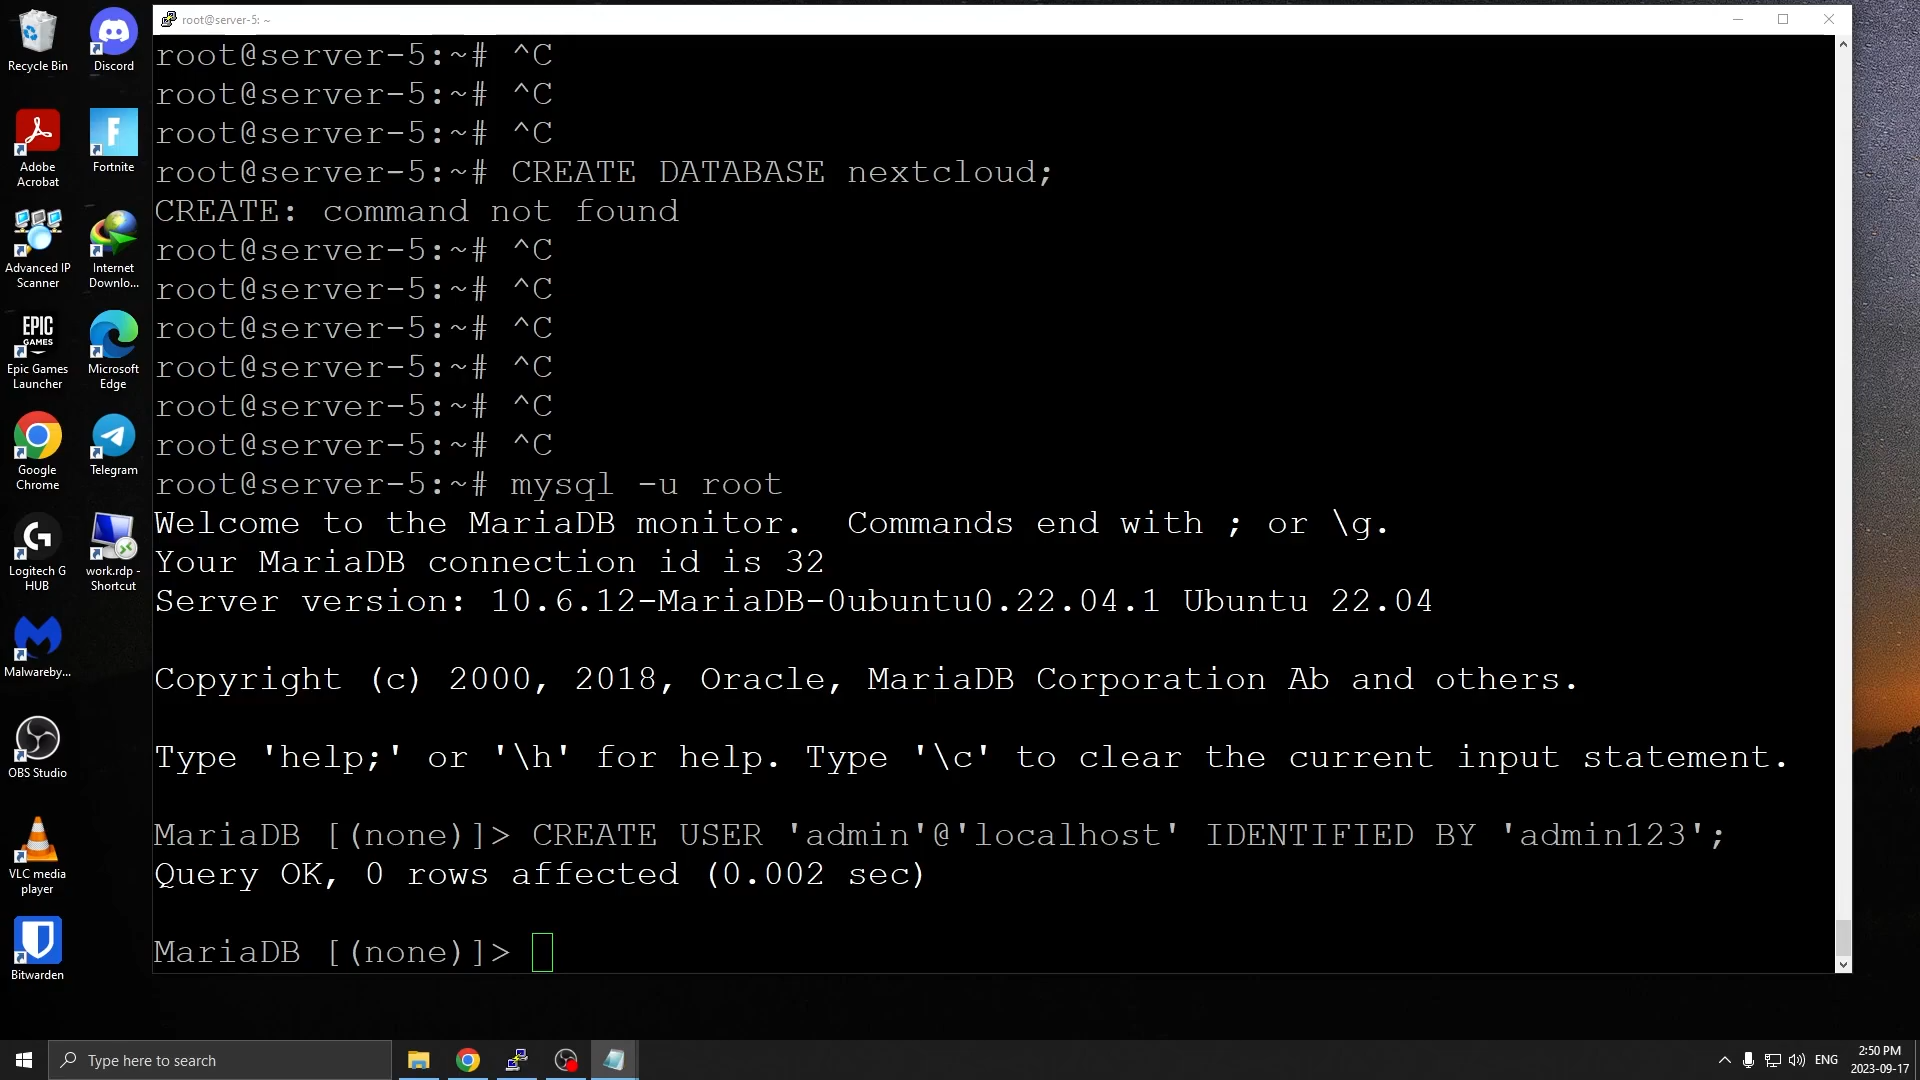 root@server-5: ~
Recycle Bin
Discord
Adobe
Acrobat
Fortnite
Advanced IP
Scanner
Internet
Downlo...
EPIC
GAMES
Epic Games
Launcher
Microsoft
Edge
Google
Chrome
Telegram
Logitech G
HUB
work.rdp -
Shortcut
Malwareby...
OBS Studio
VLC media
player
Bitwarden
root@server-5:~# ^C
root@server-5:~# ^C
root@server-5:~# ^C
root@server-5:~# CREATE DATABASE nextcloud;
CREATE: command not found
root@server-5:~# ^C
root@server-5:~# ^C
root@server-5:~# ^C
root@server-5:~# ^C
root@server-5:~# ^C
root@server-5:~# ^C
root@server-5:~# mysql -u root
Welcome to the MariaDB monitor.  Commands end with ; or \g.
Your MariaDB connection id is 32
Server version: 10.6.12-MariaDB-0ubuntu0.22.04.1 Ubuntu 22.04
Copyright (c) 2000, 2018, Oracle, MariaDB Corporation Ab and others.
Type 'help;' or '\h' for help. Type '\c' to clear the current input statement.
MariaDB [(none)]> CREATE USER 'admin'@'localhost' IDENTIFIED BY 'admin123';
Query OK, 0 rows affected (0.002 sec)
MariaDB [(none)]>
Type here to search
ENG
2:50 PM
2023-09-17